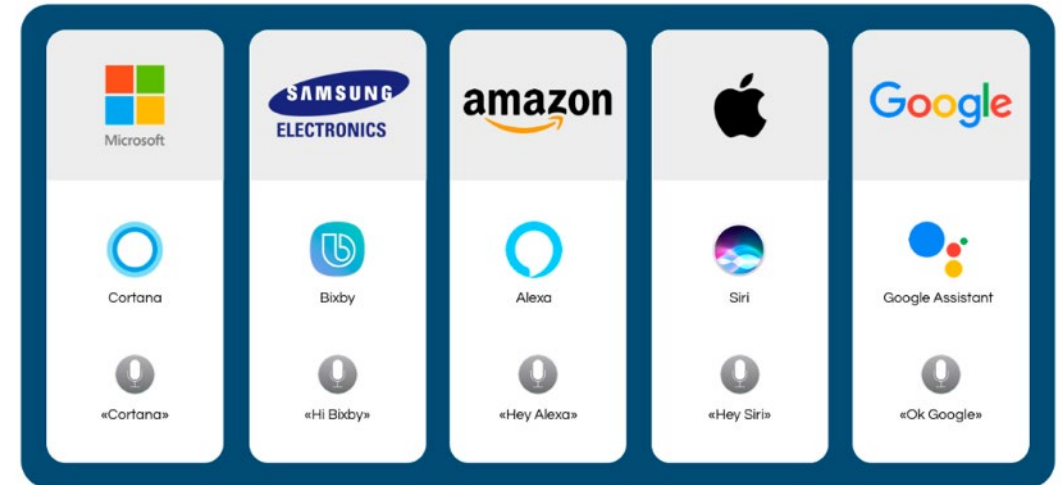 Microsoft
SAMSUNG
ELECTRONICS
amazon
Google
Cortana
Bixby
Alexa
Siri
Google Assistant
«Cortana»
«Hi Bixby»
«Hey Alexa»
«Hey Siri»
«Ok Google»